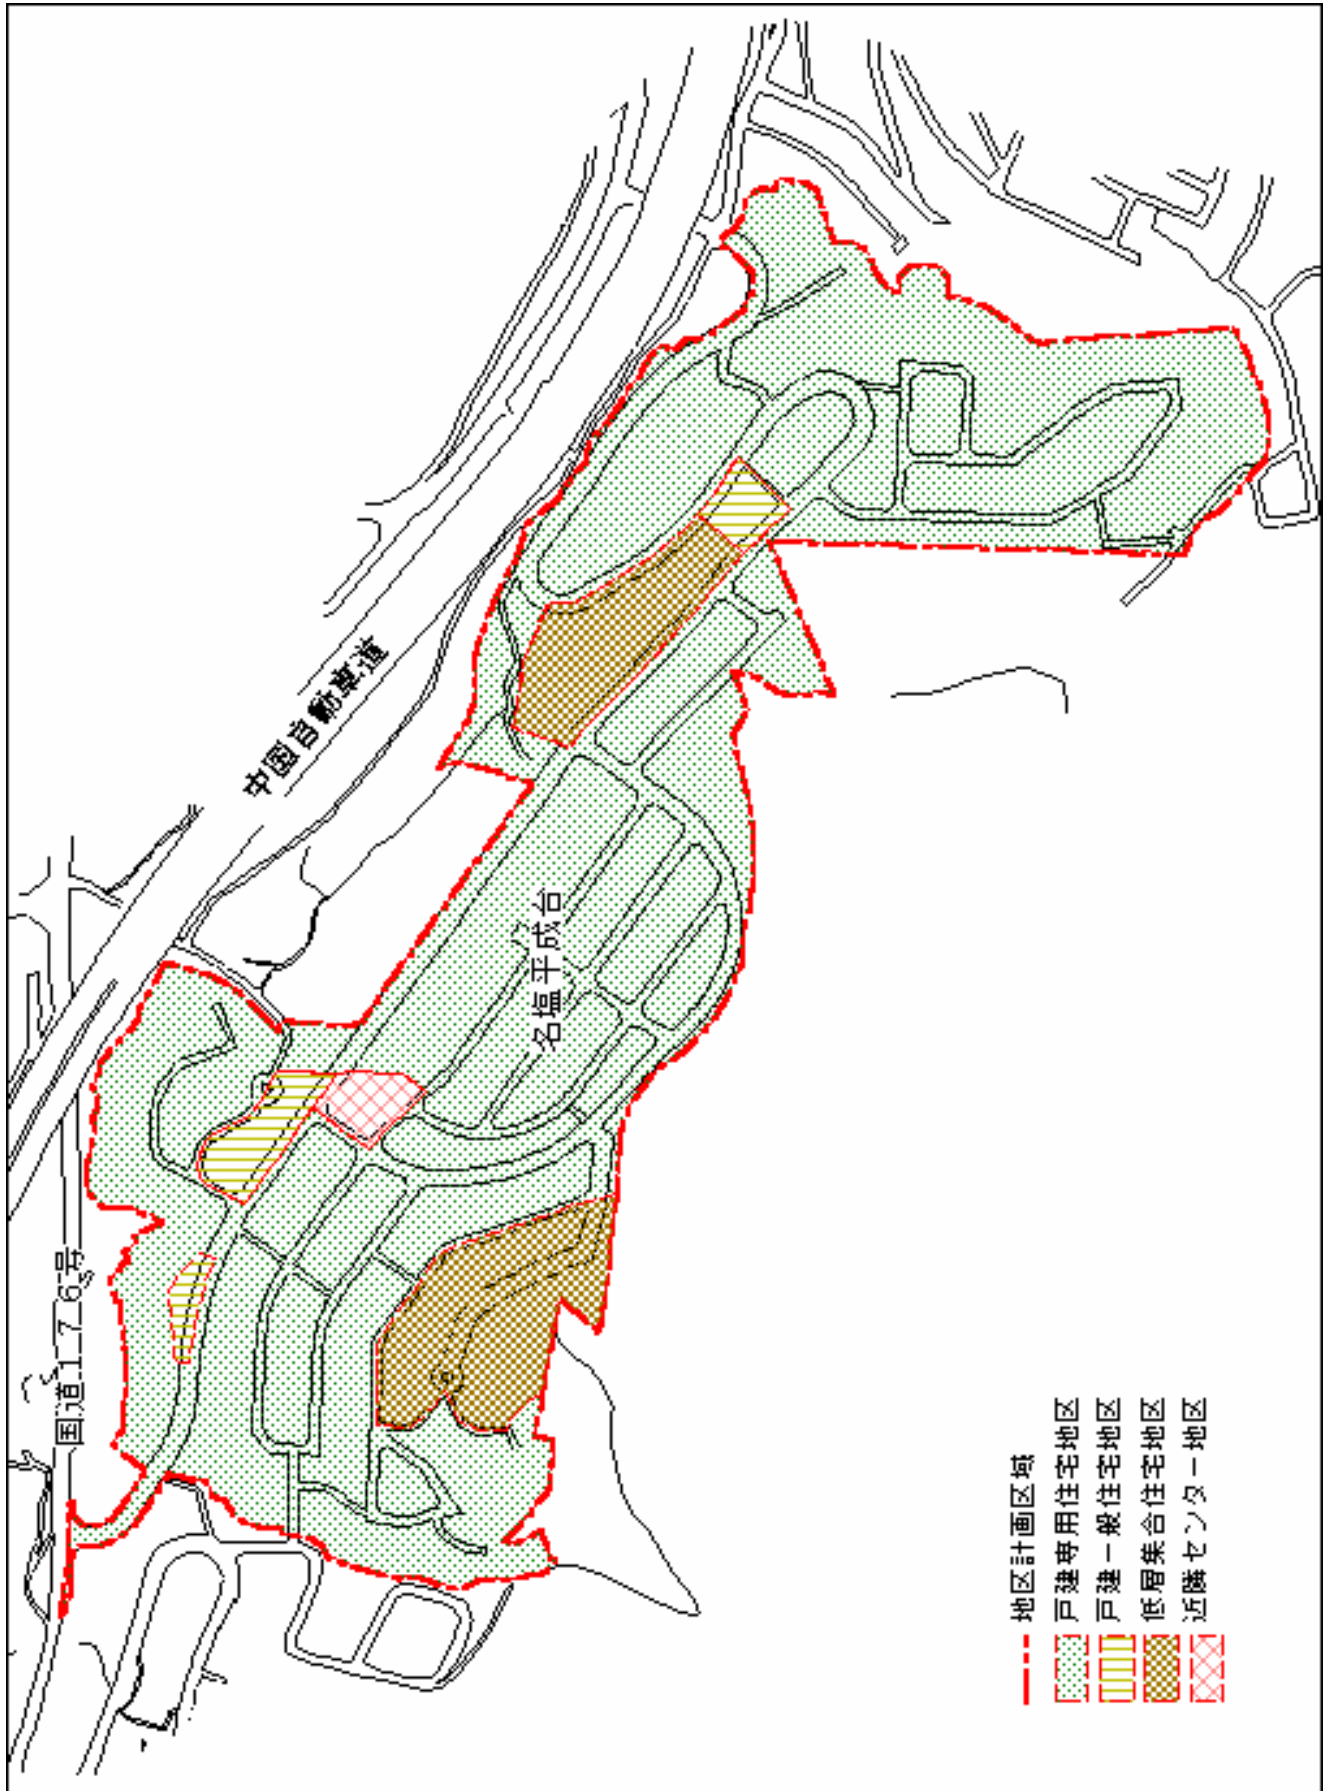 中国自動車道
国道176号
名塩平成台
地区計画区域
戸建専用住宅地区
戸建一般住宅地区
低層集合住宅地区
近隣センター地区